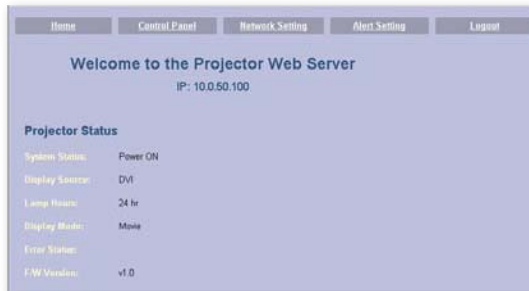 Home Control Panel Network Setting Alert Setting Logout
Welcome to the Projector Web Server
IP: 10.0.50.100
Projector Status
System Status: Power ON
Display Source: DVI
Lamp Hours: 24 hr
Display Mode: Movie
Error Status:
F/W Version: v1.0